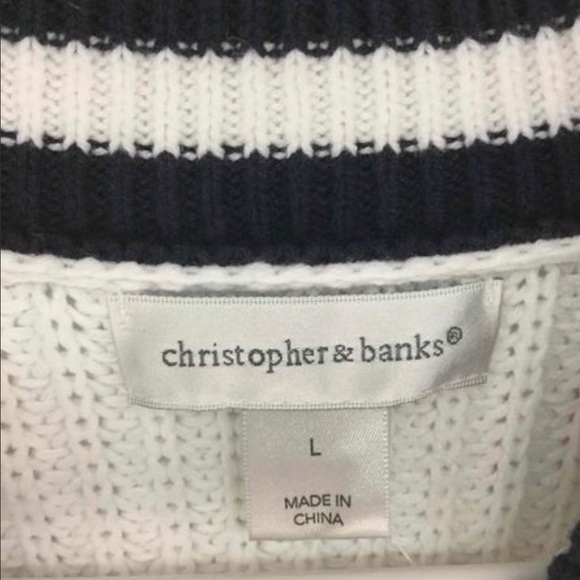 christopher & banks®
L
MADE IN
CHINA